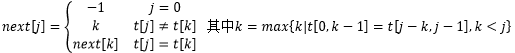 next[j] = { −1 j = 0
k t[j] ≠ t[k] 其中k = max{k|t[0, k − 1] = t[j − k, j − 1], k < j}
next[k] t[j] = t[k]